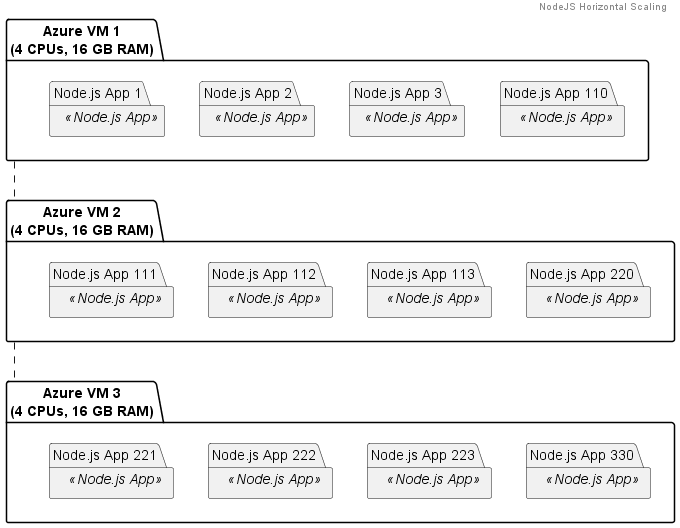 NodeJS Horizontal Scaling
Azure VM 1
(4 CPUs, 16 GB RAM)
Node.js App 1
«Node.js App»
Node.js App 2
«Node.js App»
Node.js App 3
«Node.js App»
Node.js App 110
«Node.js App»
Azure VM 2
(4 CPUs, 16 GB RAM)
Node.js App 111
«Node.js App»
Node.js App 112
«Node.js App»
Node.js App 113
«Node.js App»
Node.js App 220
«Node.js App»
Azure VM 3
(4 CPUs, 16 GB RAM)
Node.js App 221
«Node.js App»
Node.js App 222
«Node.js App»
Node.js App 223
«Node.js App»
Node.js App 330
«Node.js App»